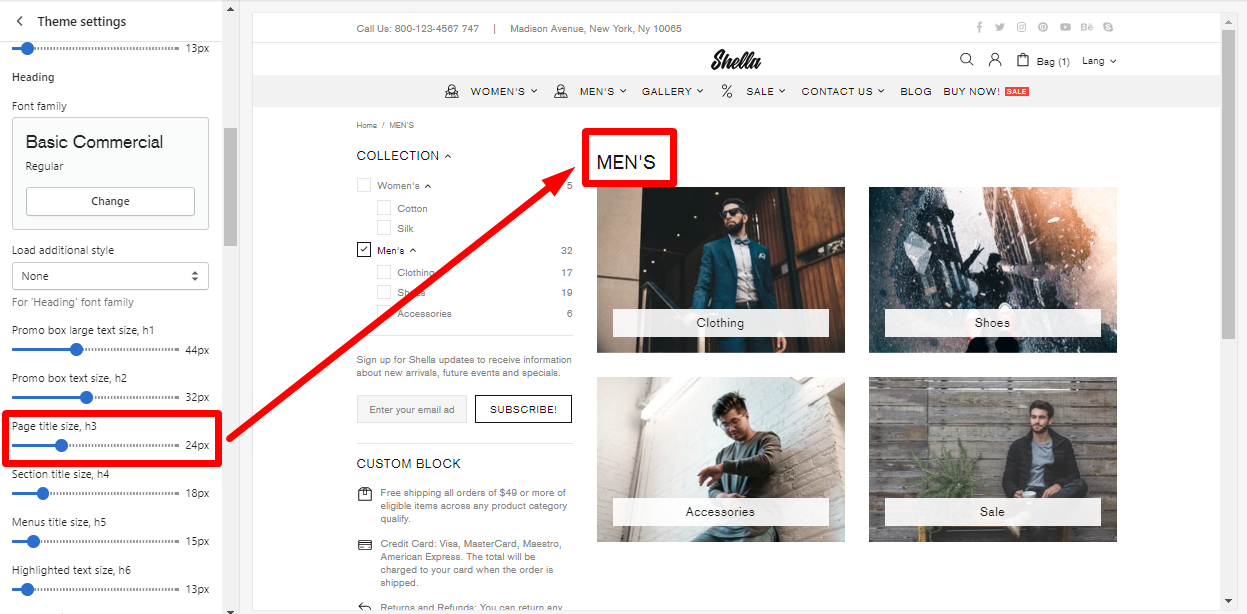 Theme settings
13px
Heading
Font family
Basic Commercial
Regular
Change
Load additional style
None
For 'Heading' font family
Promo box large text size, h1
44px
Promo box text size, h2
32px
Page title size, h3
24px
Section title size, h4
18px
Menus title size, h5
15px
Highlighted text size, h6
13px
Call Us: 800-123-4567 747 | Madison Avenue, New York, Ny 10065
Shella
Bag (1) Lang
WOMEN'S MEN'S GALLERY % SALE CONTACT US BLOG BUY NOW! SALE
Home / MEN'S
COLLECTION
Women's 5
Cotton
Silk
Men's 32
Clothing 17
Shoes 19
Accessories 6
Sign up for Shella updates to receive information
about new arrivals, future events and specials.
Enter your email ad SUBSCRIBE!
CUSTOM BLOCK
Free shipping all orders of $49 or more of
eligible items across any product category
qualify.
Credit Card: Visa, MasterCard, Maestro,
American Express. The total will be
charged to your card when the order is
shipped.
Returns and Refunds: You can return any
MEN'S
Clothing
Shoes
Accessories
Sale